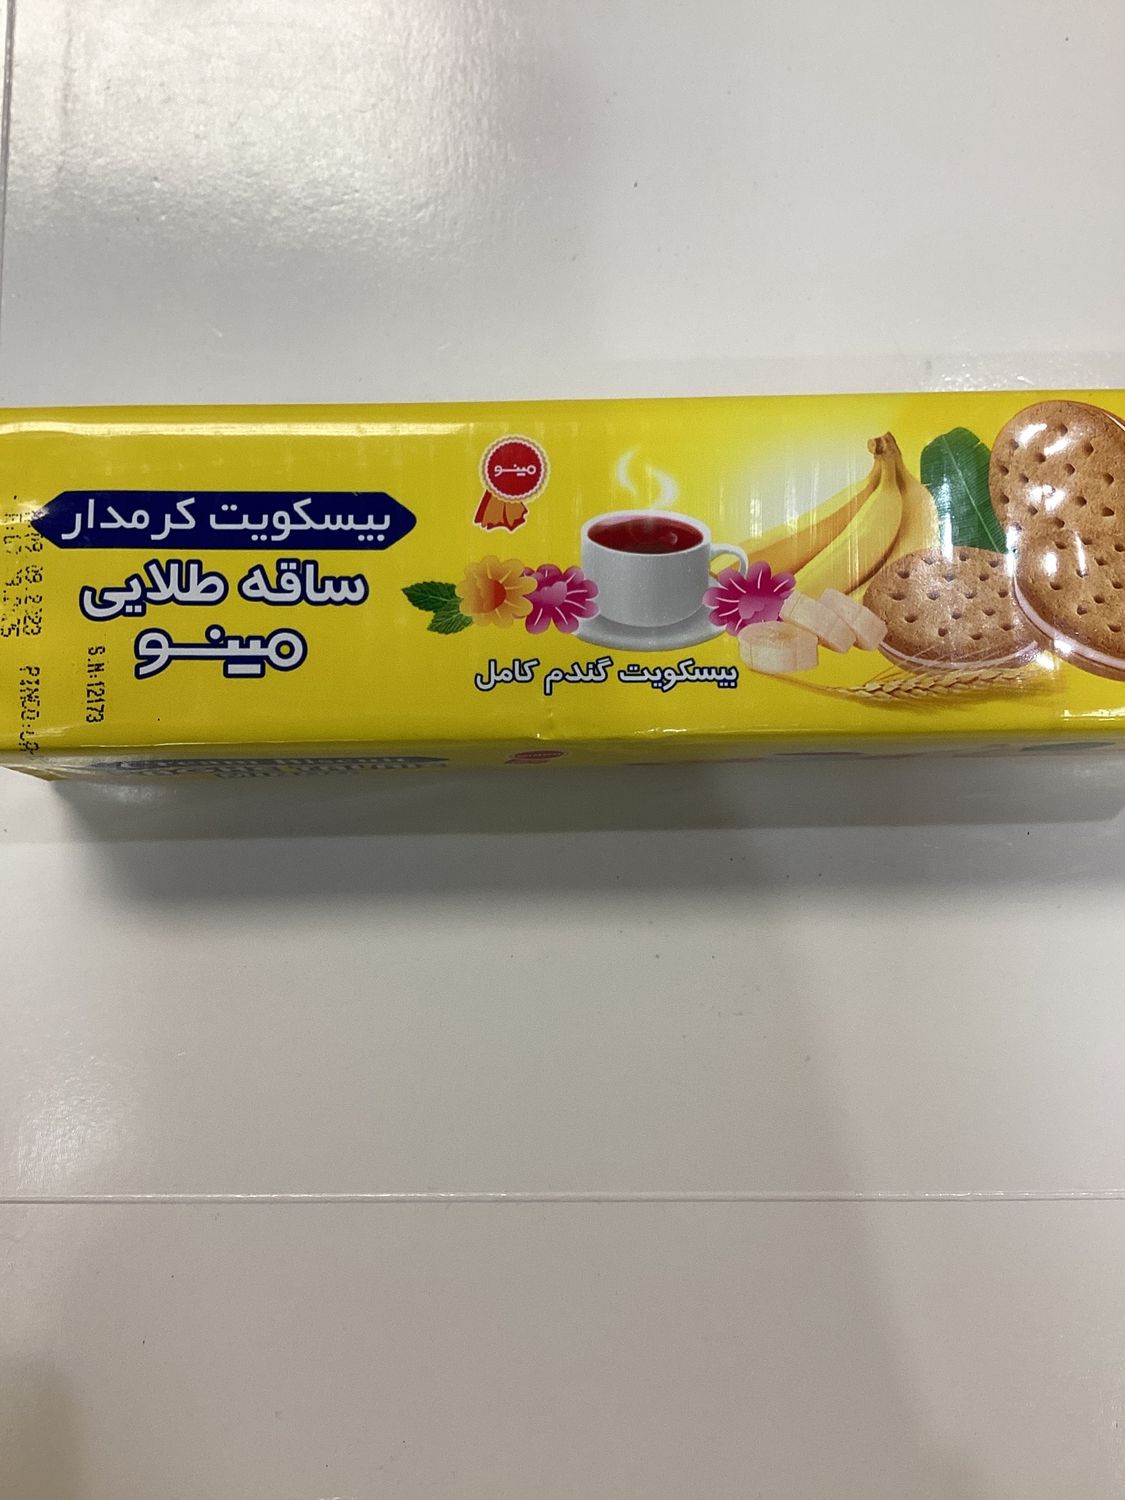 بیسکویت کرمدار
ساقه طلایی
مینو
مینو
بیسکویت گندم کامل
S.N:12173